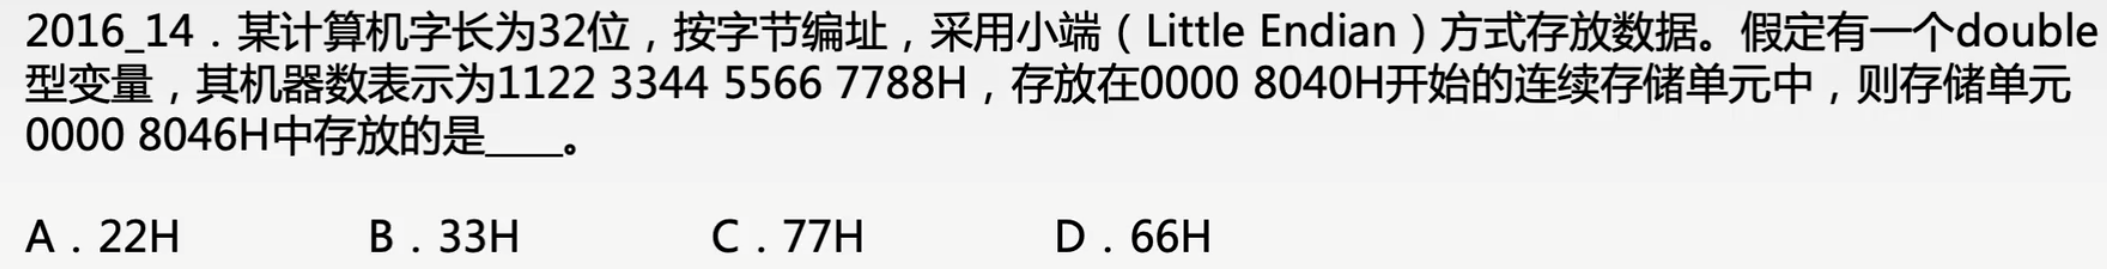 2016_14．某计算机字长为32位，按字节编址，采用小端（Little Endian）方式存放数据。假定有一个double
型变量，其机器数表示为1122 3344 5566 7788H，存放在0000 8040H开始的连续存储单元中，则存储单元
0000 8046H中存放的是____。
A．22H B．33H C．77H D．66H